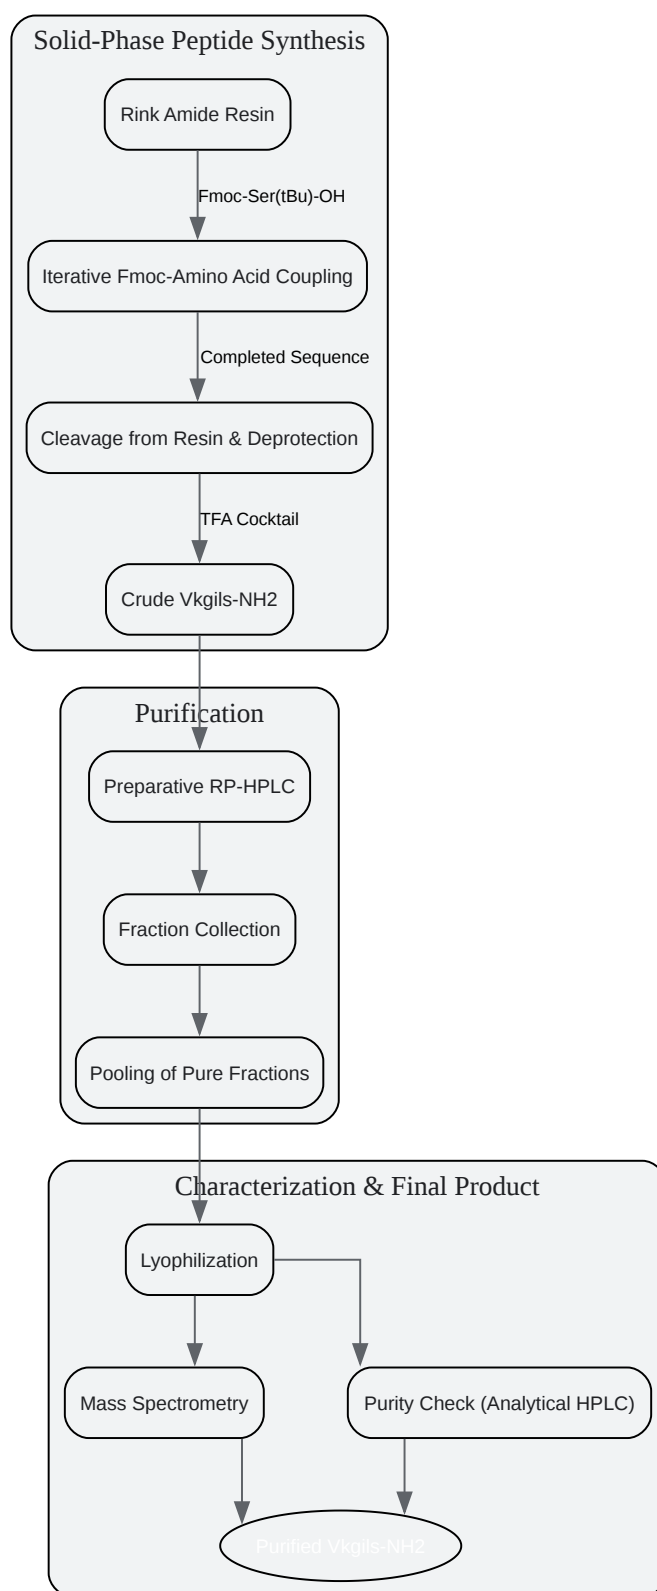 Solid-Phase Peptide Synthesis
Rink Amide Resin
Fmoc-Ser(tBu)-OH
Iterative Fmoc-Amino Acid Coupling
Completed Sequence
Cleavage from Resin & Deprotection
TFA Cocktail
Crude Vkgils-NH2
Purification
Preparative RP-HPLC
Fraction Collection
Pooling of Pure Fractions
Characterization & Final Product
Lyophilization
Mass Spectrometry
Purity Check (Analytical HPLC)
Purified Vkgils-NH2